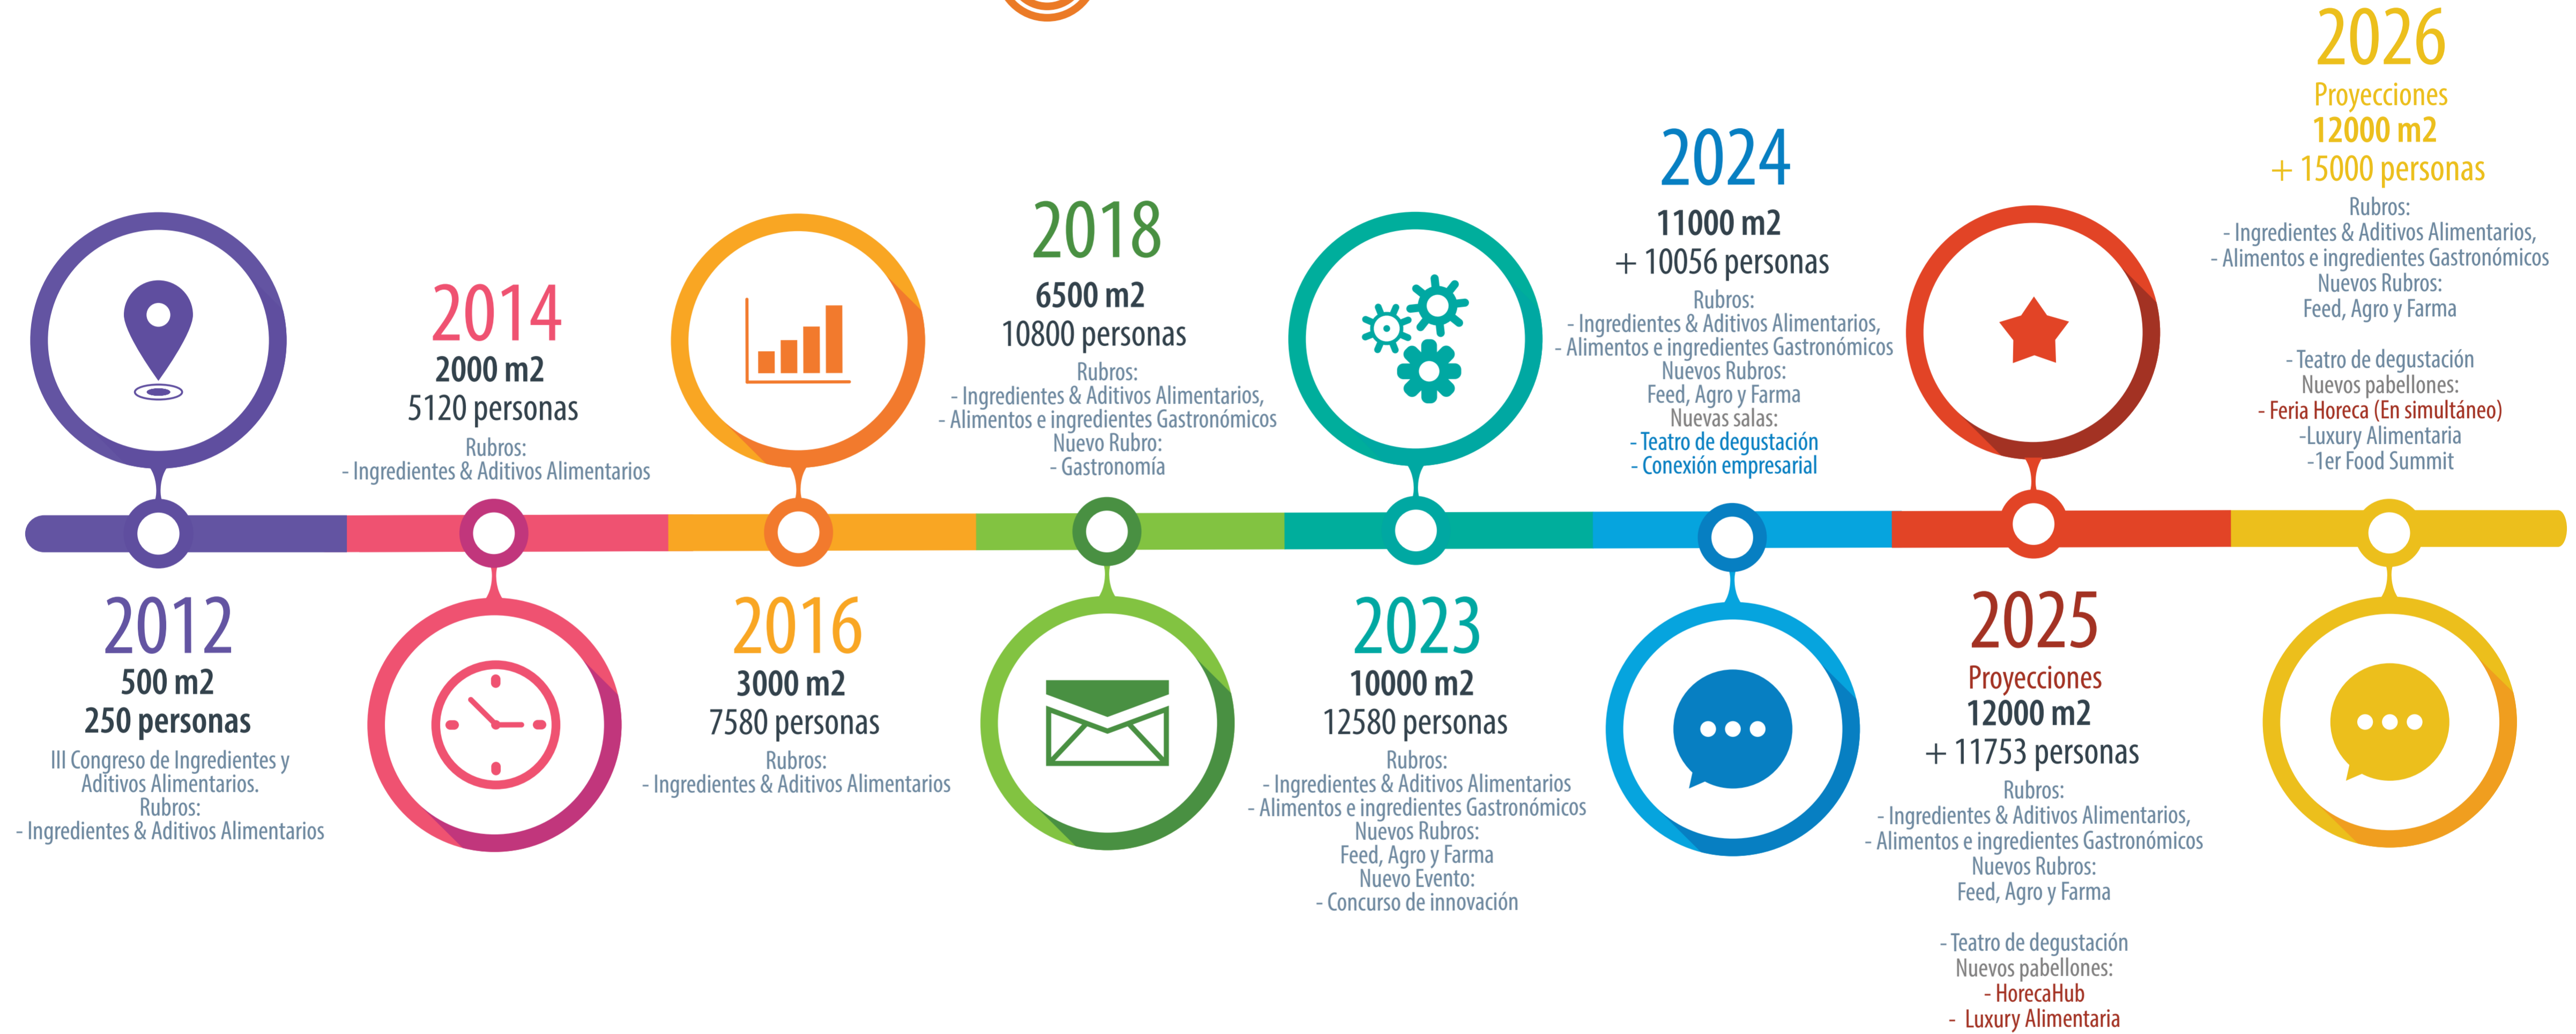 2012
500 m2
250 personas
III Congreso de Ingredientes y
Aditivos Alimentarios.
Rubros:
- Ingredientes & Aditivos Alimentarios
2014
2000 m2
5120 personas
Rubros:
- Ingredientes & Aditivos Alimentarios
2016
3000 m2
7580 personas
Rubros:
- Ingredientes & Aditivos Alimentarios
2018
6500 m2
10800 personas
Rubros:
- Ingredientes & Aditivos Alimentarios,
- Alimentos e ingredientes Gastronómicos
Nuevo Rubro:
- Gastronomía
2023
10000 m2
12580 personas
Rubros:
- Ingredientes & Aditivos Alimentarios
- Alimentos e ingredientes Gastronómicos
Nuevos Rubros:
Feed, Agro y Farma
Nuevo Evento:
- Concurso de innovación
2024
11000 m2
+ 10056 personas
Rubros:
- Ingredientes & Aditivos Alimentarios,
- Alimentos e ingredientes Gastronómicos
Nuevos Rubros:
Feed, Agro y Farma
Nuevas salas:
- Teatro de degustación
- Conexión empresarial
2025
Proyecciones
12000 m2
+ 11753 personas
Rubros:
- Ingredientes & Aditivos Alimentarios,
- Alimentos e ingredientes Gastronómicos
Nuevos Rubros:
Feed, Agro y Farma
- Teatro de degustación
Nuevos pabellones:
- HorecaHub
- Luxury Alimentaria
2026
Proyecciones
12000 m2
+ 15000 personas
Rubros:
- Ingredientes & Aditivos Alimentarios,
- Alimentos e ingredientes Gastronómicos
Nuevos Rubros:
Feed, Agro y Farma
- Teatro de degustación
Nuevos pabellones:
- Feria Horeca (En simultáneo)
-Luxury Alimentaria
-1er Food Summit